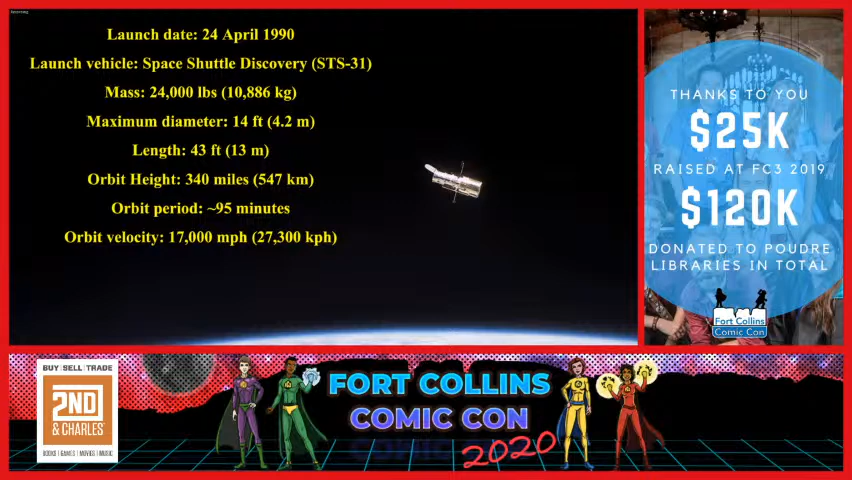 Launch date: 24 April 1990
Launch vehicle: Space Shuttle Discovery (STS-31)
Mass: 24,000 lbs (10,886 kg)
Maximum diameter: 14 ft (4.2 m)
Length: 43 ft (13 m)
Orbit Height: 340 miles (547 km)
Orbit period: ~95 minutes
Orbit velocity: 17,000 mph (27,300 kph)
THANKS TO YOU
$25K
RAISED AT FC3 2019
$120K
DONATED TO POUDRE
LIBRARIES IN TOTAL
Fort Collins
Comic Con
BUY SELL TRADE
2ND
& CHARLES
BOOKS | GAMES | MOVIES | MUSIC
FORT COLLINS
COMIC CON
2020